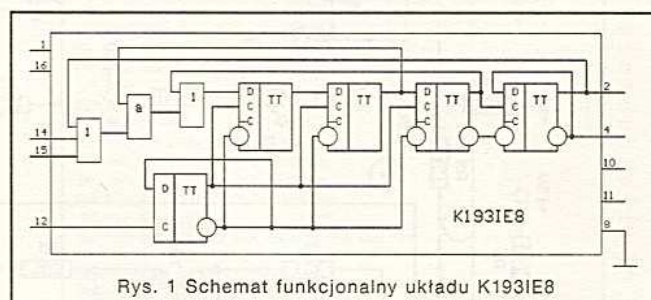 1
16
14
15
12
1
&
1
D
C
C
TT
D
C
C
TT
D
C
C
TT
D
C
C
TT
D
C
TT
2
4
10
11
9
K193IE8
Rys. 1 Schemat funkcjonalny układu K193IE8